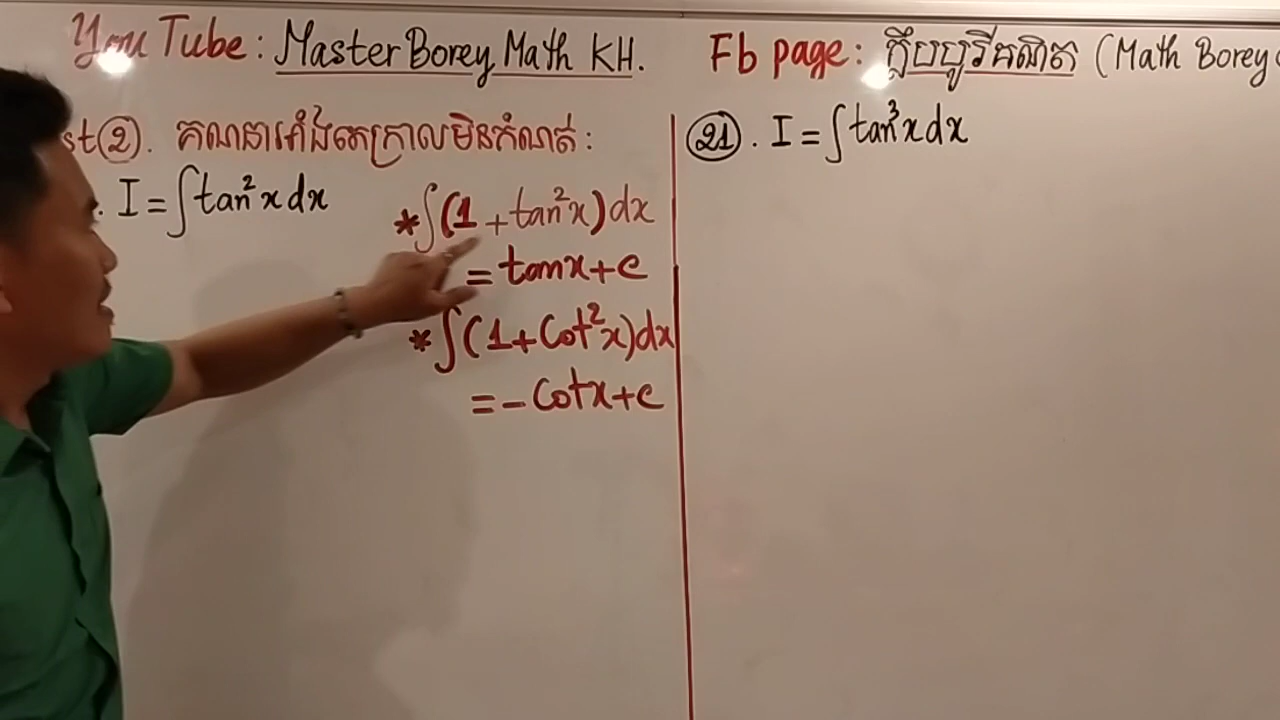 You Tube: Master Borey Math KH.
Fb page: ក្លឹបបូរីគណិត (Math Borey
st(2). គណនាអាំងតេក្រាលមិនកំណត់:
. I = ∫tan²x dx
*∫(1+tan²x)dx
= tanx+c
*∫(1+Cot²x)dx
= -Cotx+c
(21). I = ∫tan³x dx